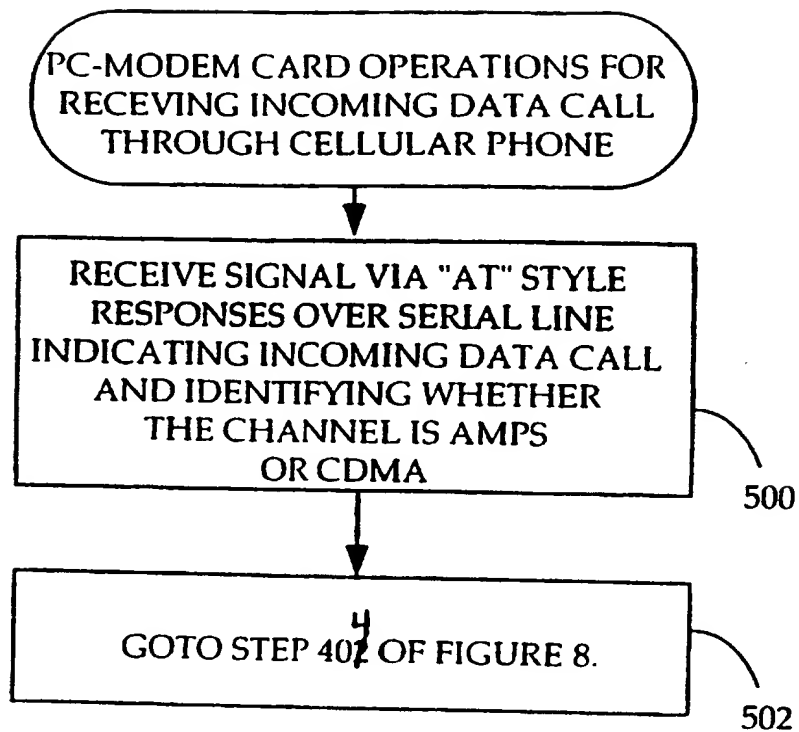 PC-MODEM CARD OPERATIONS FOR
RECEVING INCOMING DATA CALL
THROUGH CELLULAR PHONE
RECEIVE SIGNAL VIA "AT" STYLE
RESPONSES OVER SERIAL LINE
INDICATING INCOMING DATA CALL
AND IDENTIFYING WHETHER
THE CHANNEL IS AMPS
OR CDMA
500
GOTO STEP 404 OF FIGURE 8.
502